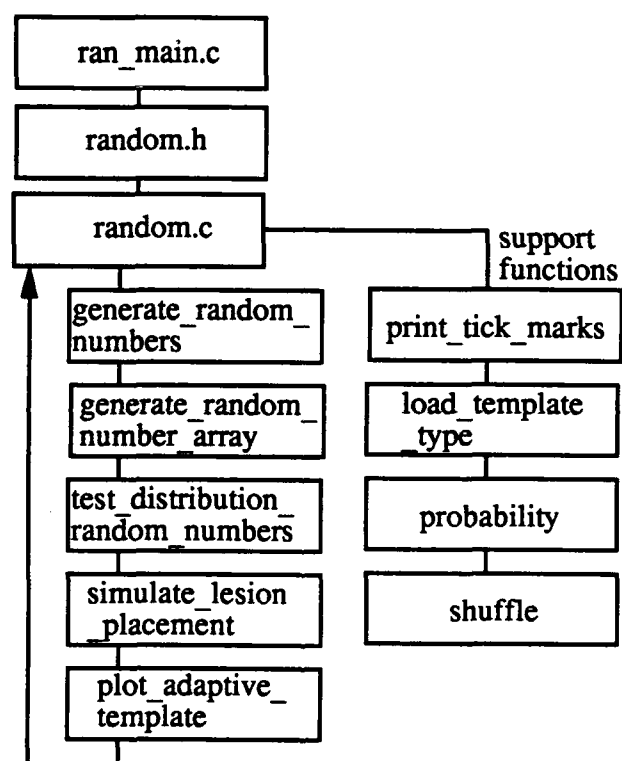 ran_main.c
random.h
random.c
support
functions
generate_random_
numbers
generate_random_
number_array
test_distribution_
random_numbers
simulate_lesion
_placement
plot_adaptive_
template
print_tick_marks
load_template
_type
probability
shuffle